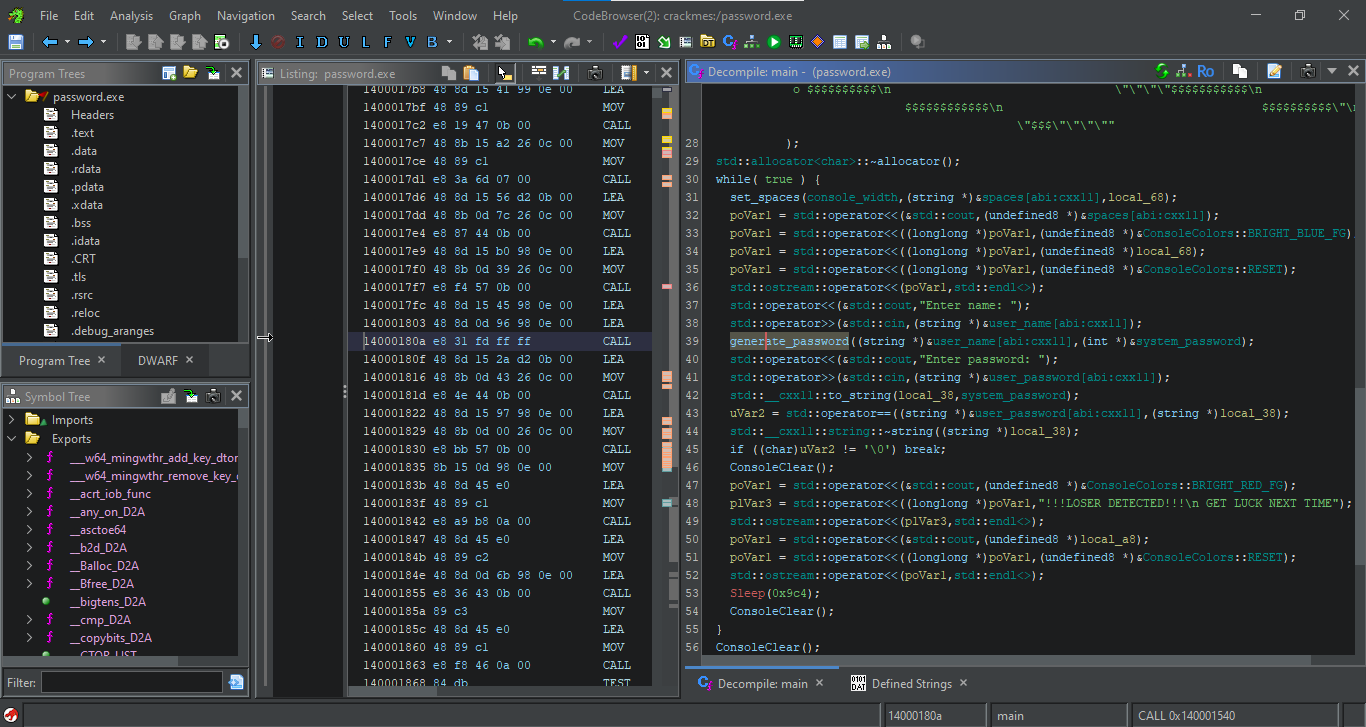 File Edit Analysis Graph Navigation Search Select Tools Window Help
CodeBrowser(2): crackmes:/password.exe
I D U L F V B
Program Trees
password.exe
Headers
.text
.data
.rdata
.pdata
.xdata
.bss
.idata
.CRT
.tls
.rsrc
.reloc
.debug_aranges
Program Tree × DWARF ×
Symbol Tree
Imports
Exports
___w64_mingwthr_add_key_dtor
___w64_mingwthr_remove_key_
__acrt_iob_func
__any_on_D2A
__asctoe64
__b2d_D2A
__Balloc_D2A
__Bfree_D2A
__bigtens_D2A
__cmp_D2A
__copybits_D2A
__CTOR_LIST
Filter:
Listing: password.exe
1400017b8 48 8d 15 41 99 0e 00 LEA
1400017bf 48 89 c1 MOV
1400017c2 e8 19 47 0b 00 CALL
1400017c7 48 8b 15 a2 26 0c 00 MOV
1400017ce 48 89 c1 MOV
1400017d1 e8 3a 6d 07 00 CALL
1400017d6 48 8d 15 56 d2 0b 00 LEA
1400017dd 48 8b 0d 7c 26 0c 00 MOV
1400017e4 e8 87 44 0b 00 CALL
1400017e9 48 8d 15 b0 98 0e 00 LEA
1400017f0 48 8b 0d 39 26 0c 00 MOV
1400017f7 e8 f4 57 0b 00 CALL
1400017fc 48 8d 15 45 98 0e 00 LEA
140001803 48 8d 0d 96 98 0e 00 LEA
14000180a e8 31 fd ff ff CALL
14000180f 48 8d 15 2a d2 0b 00 LEA
140001816 48 8b 0d 43 26 0c 00 MOV
14000181d e8 4e 44 0b 00 CALL
140001822 48 8d 15 97 98 0e 00 LEA
140001829 48 8b 0d 00 26 0c 00 MOV
140001830 e8 bb 57 0b 00 CALL
140001835 8b 15 0d 98 0e 00 MOV
14000183b 48 8d 45 e0 LEA
14000183f 48 89 c1 MOV
140001842 e8 a9 b8 0a 00 CALL
140001847 48 8d 45 e0 LEA
14000184b 48 89 c2 MOV
14000184e 48 8d 0d 6b 98 0e 00 LEA
140001855 e8 36 43 0b 00 CALL
14000185a 89 c3 MOV
14000185c 48 8d 45 e0 LEA
140001860 48 89 c1 MOV
140001863 e8 f8 46 0a 00 CALL
140001868 84 db TEST
Decompile: main - (password.exe)
Ro
o $$$$$$$$$$\n \"\"\"\"$$$$$$$$$$$\n
$$$$$$$$$$$$\n $$$$$$$$$$\"\n
\"$$$\"\"\"\""
28 );
29 std::allocator<char>::~allocator();
30 while( true ) {
31 set_spaces(console_width,(string *)&spaces[abi:cxx11],local_68);
32 poVar1 = std::operator<<(&std::cout,(undefined8 *)&spaces[abi:cxx11]);
33 poVar1 = std::operator<<((longlong *)poVar1,(undefined8 *)&ConsoleColors::BRIGHT_BLUE_FG)
34 poVar1 = std::operator<<((longlong *)poVar1,(undefined8 *)local_68);
35 poVar1 = std::operator<<((longlong *)poVar1,(undefined8 *)&ConsoleColors::RESET);
36 std::ostream::operator<<(poVar1,std::endl<>);
37 std::operator<<(&std::cout,"Enter name: ");
38 std::operator>>(&std::cin,(string *)&user_name[abi:cxx11]);
39 generate_password((string *)&user_name[abi:cxx11],(int *)&system_password);
40 std::operator<<(&std::cout,"Enter password: ");
41 std::operator>>(&std::cin,(string *)&user_password[abi:cxx11]);
42 std::__cxx11::to_string(local_38,system_password);
43 uVar2 = std::operator==((string *)&user_password[abi:cxx11],(string *)local_38);
44 std::__cxx11::string::~string((string *)local_38);
45 if ((char)uVar2 != '\0') break;
46 ConsoleClear();
47 poVar1 = std::operator<<(&std::cout,(undefined8 *)&ConsoleColors::BRIGHT_RED_FG);
48 plVar3 = std::operator<<((longlong *)poVar1,"!!!LOSER DETECTED!!!\n GET LUCK NEXT TIME");
49 std::ostream::operator<<(plVar3,std::endl<>);
50 poVar1 = std::operator<<(&std::cout,(undefined8 *)local_a8);
51 poVar1 = std::operator<<((longlong *)poVar1,(undefined8 *)&ConsoleColors::RESET);
52 std::ostream::operator<<(poVar1,std::endl<>);
53 Sleep(0x9c4);
54 ConsoleClear();
55 }
56 ConsoleClear();
Decompile: main × Defined Strings ×
14000180a main CALL 0x140001540